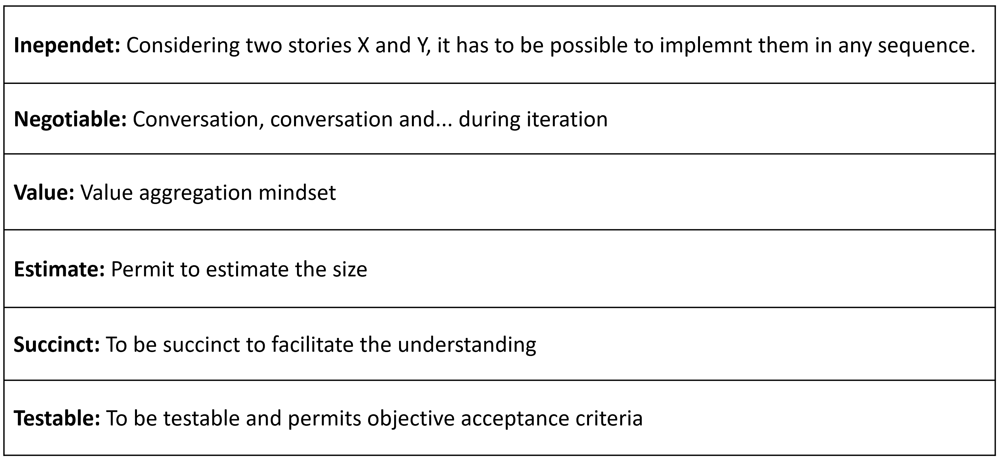 Inependet: Considering two stories X and Y, it has to be possible to implemnt them in any sequence.
Negotiable: Conversation, conversation and... during iteration
Value: Value aggregation mindset
Estimate: Permit to estimate the size
Succinct: To be succinct to facilitate the understanding
Testable: To be testable and permits objective acceptance criteria